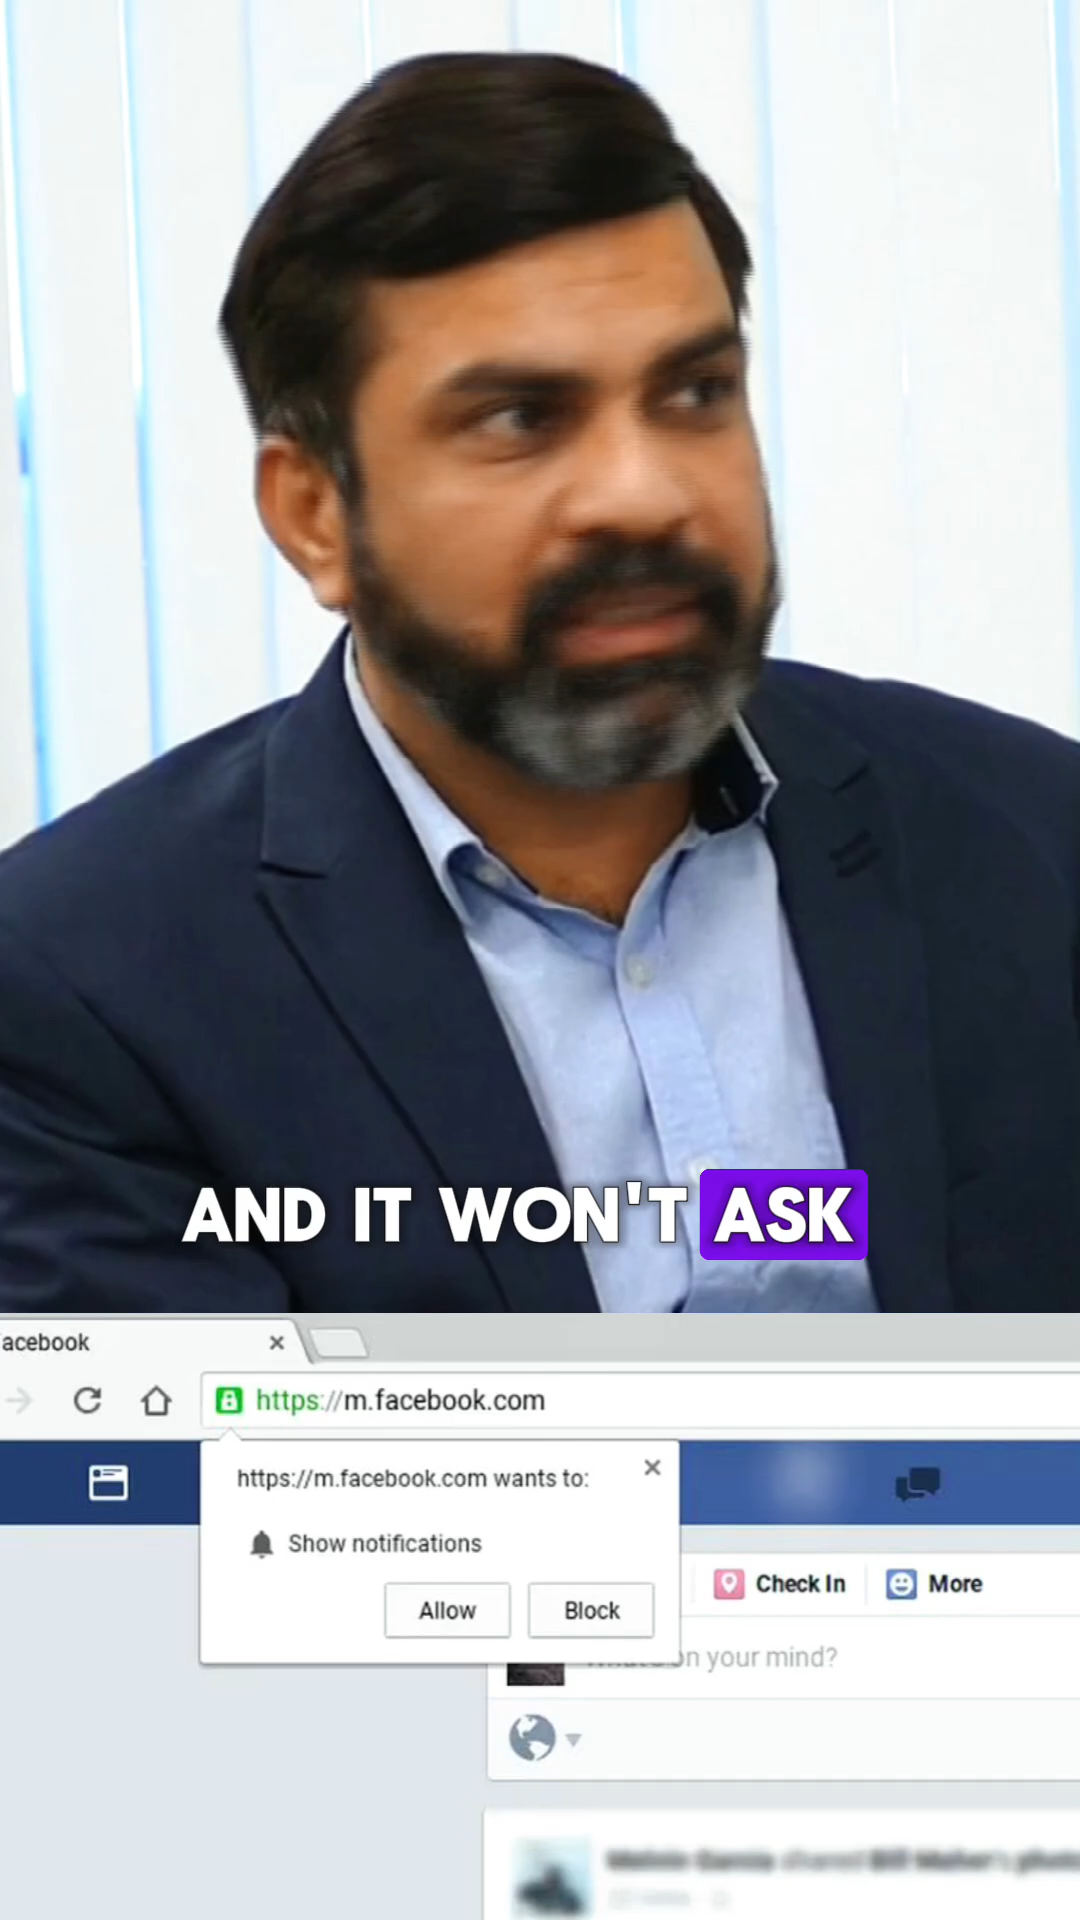 AND IT WON'T ASK
acebook
https://m.facebook.com
https://m.facebook.com wants to:
Show notifications
Allow Block
Check In More
on your mind?